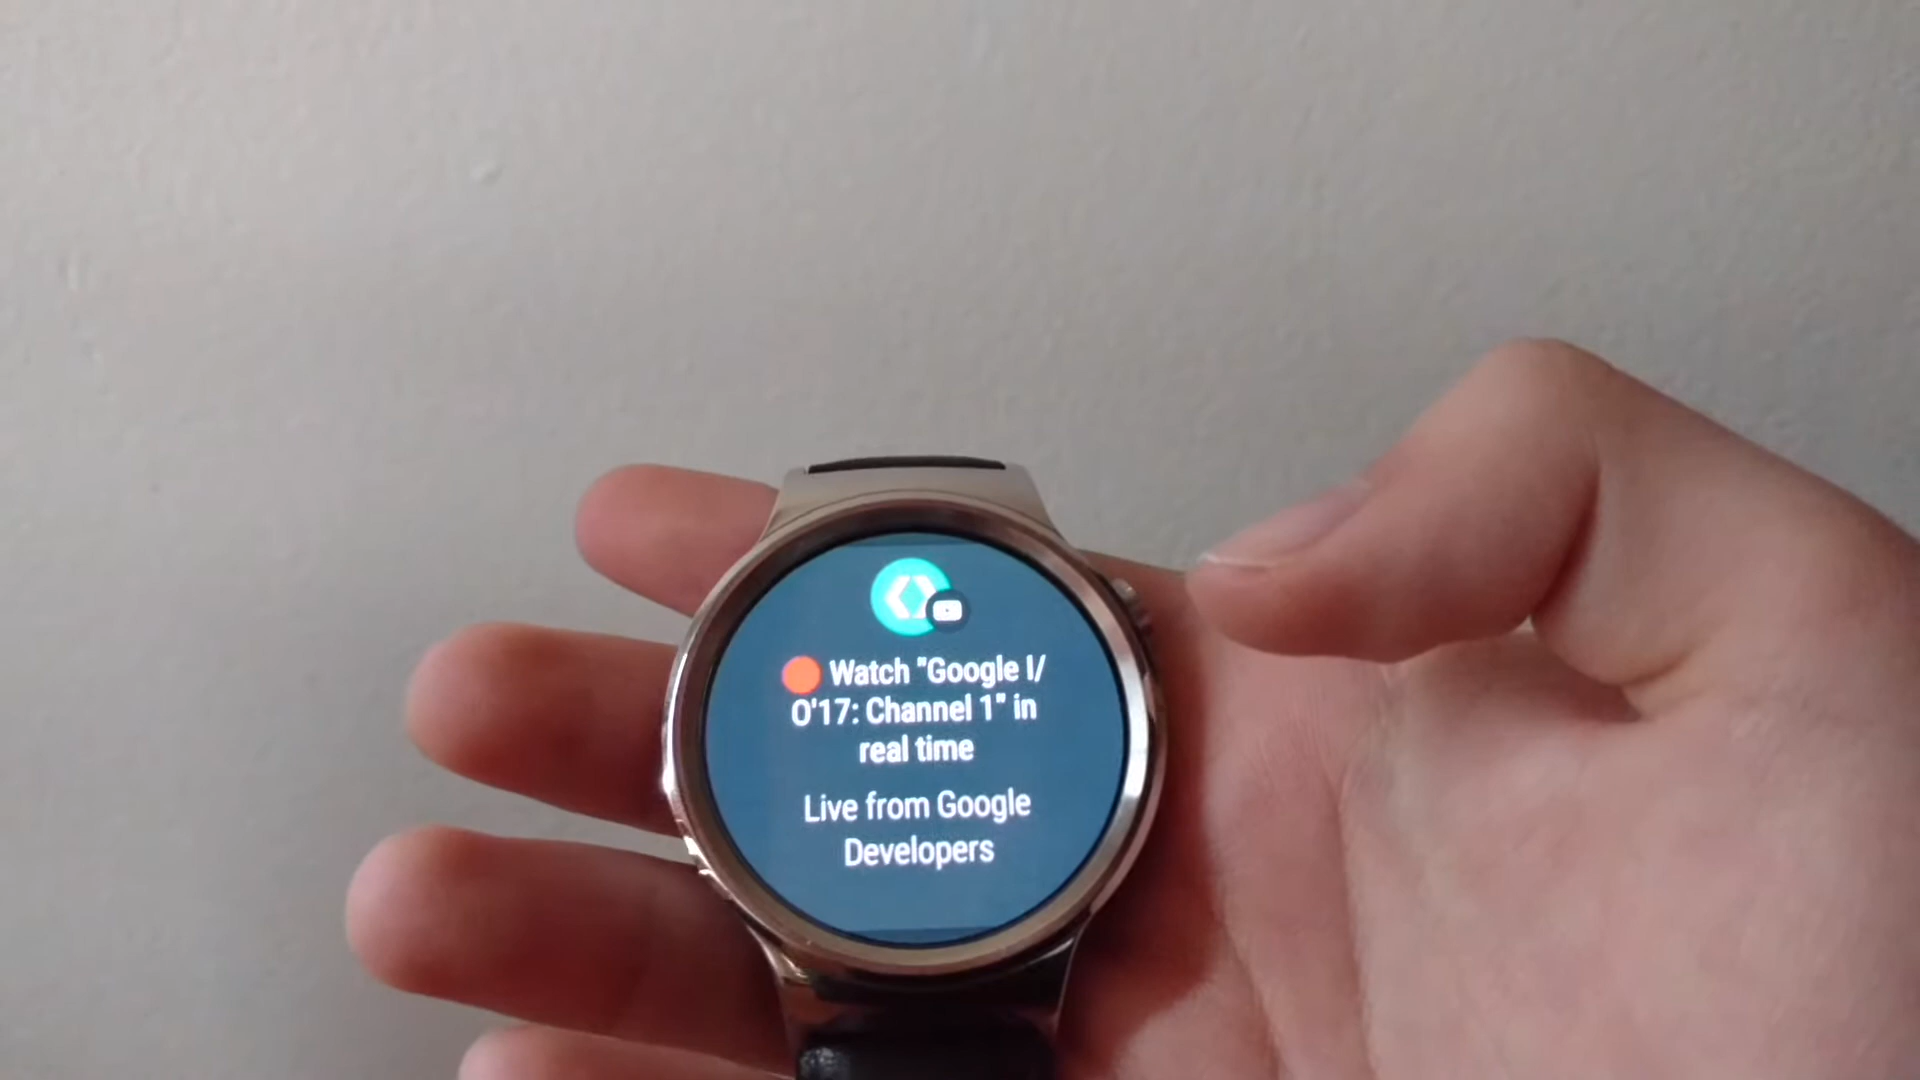 Watch "Google I/
O'17: Channel 1" in
real time
Live from Google
Developers